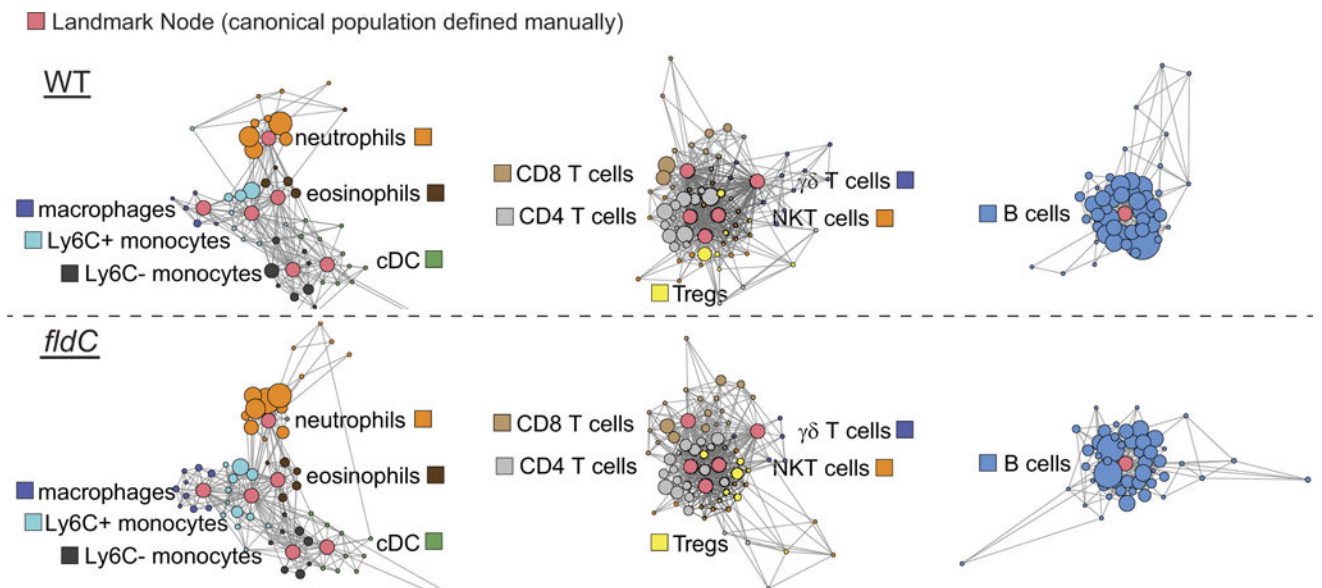 Landmark Node (canonical population defined manually)
WT
neutrophils
eosinophils
macrophages
Ly6C+ monocytes
Ly6C- monocytes
cDC
CD8 T cells
CD4 T cells
γδ T cells
NKT cells
Tregs
B cells
fldC
neutrophils
eosinophils
macrophages
Ly6C+ monocytes
Ly6C- monocytes
cDC
CD8 T cells
CD4 T cells
γδ T cells
NKT cells
Tregs
B cells